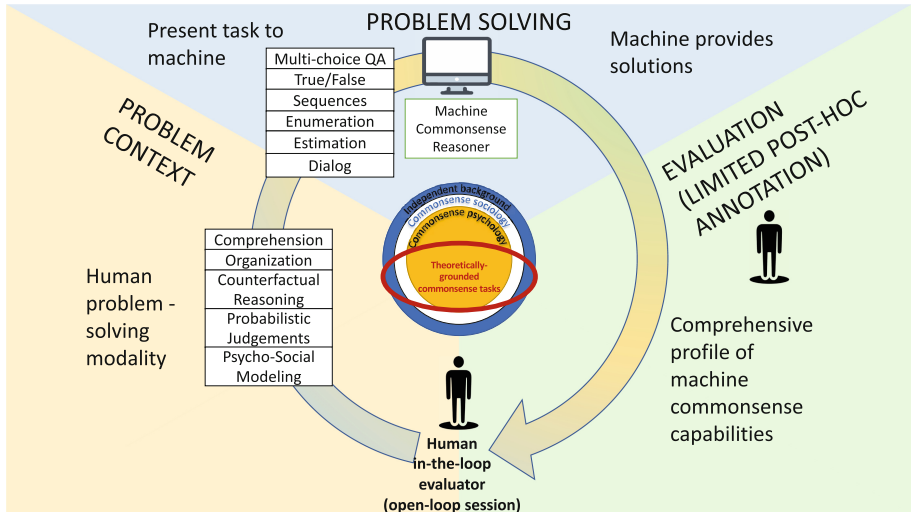 PROBLEM SOLVING
Present task to
machine
Multi-choice QA
True/False
Sequences
Enumeration
Estimation
Dialog
Machine
Commonsense
Reasoner
Machine provides
solutions
PROBLEM
CONTEXT
EVALUATION
(LIMITED POST-HOC
ANNOTATION)
Independent background
Commonsense sociology
Commonsense psychology
Theoretically-
grounded
commonsense tasks
Comprehension
Organization
Counterfactual
Reasoning
Probabilistic
Judgements
Psycho-Social
Modeling
Human
problem -
solving
modality
Comprehensive
profile of
machine
commonsense
capabilities
Human
in-the-loop
evaluator
(open-loop session)